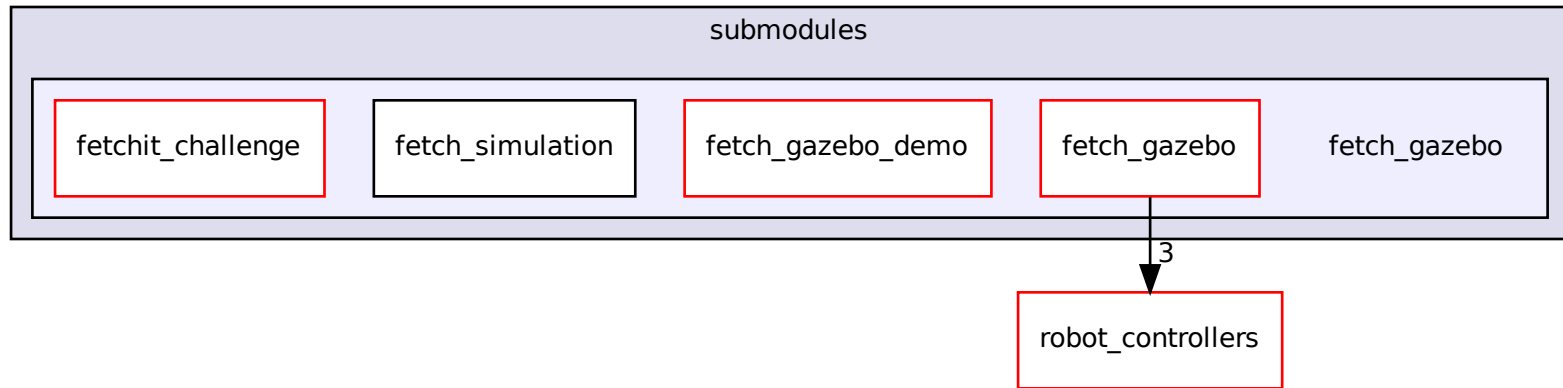 submodules
fetchit_challenge
fetch_simulation
fetch_gazebo_demo
fetch_gazebo
fetch_gazebo
3
robot_controllers